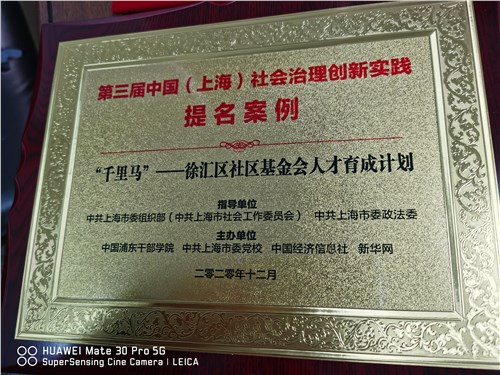 第三届中国（上海）社会治理创新实践
提名案例
“千里马”——徐汇区社区基金会人才育成计划
指导单位
中共上海市委组织部（中共上海市社会工作委员会） 中共上海市委政法委
主办单位
中国浦东干部学院 中共上海市委党校 中国经济信息社 新华网
二〇二〇年十二月
HUAWEI Mate 30 Pro 5G
SuperSensing Cine Camera | LEICA